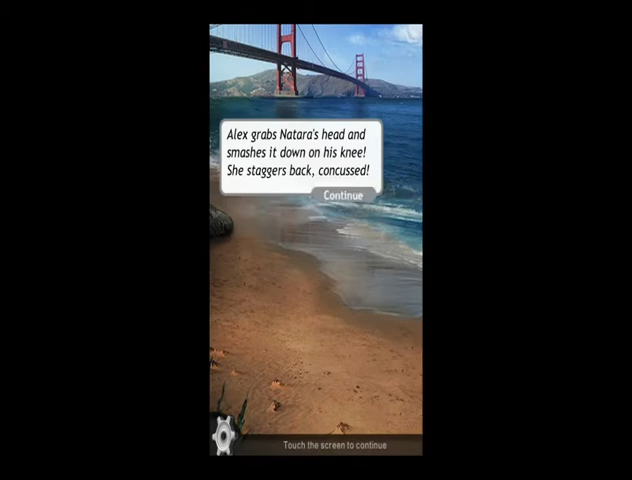 Alex grabs Natara's head and
smashes it down on his knee!
She staggers back, concussed!
Continue
Touch the screen to continue